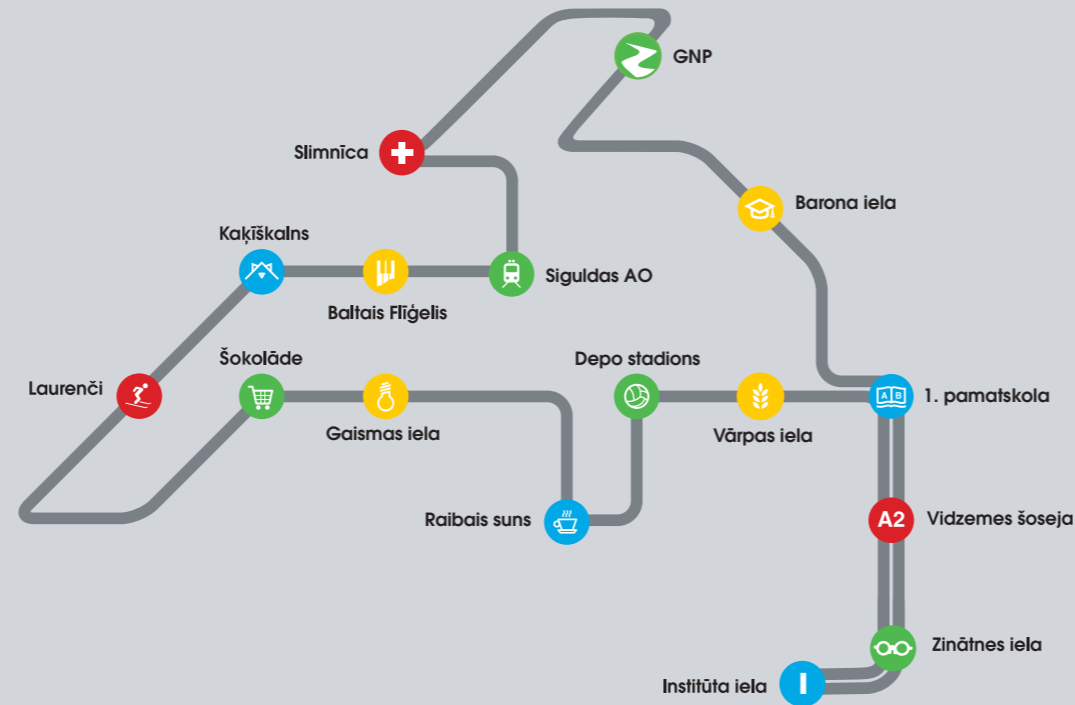 GNP
Slimnīca
Barona iela
Kaķīškalns
Siguldas AO
Baltais Flīģelis
Šokolāde
Depo stadions
Laurenči
A B
1. pamatskola
Gaismas iela
Vārpas iela
Raibais suns
A2
Vidzemes šoseja
Zinātnes iela
Institūta iela
I